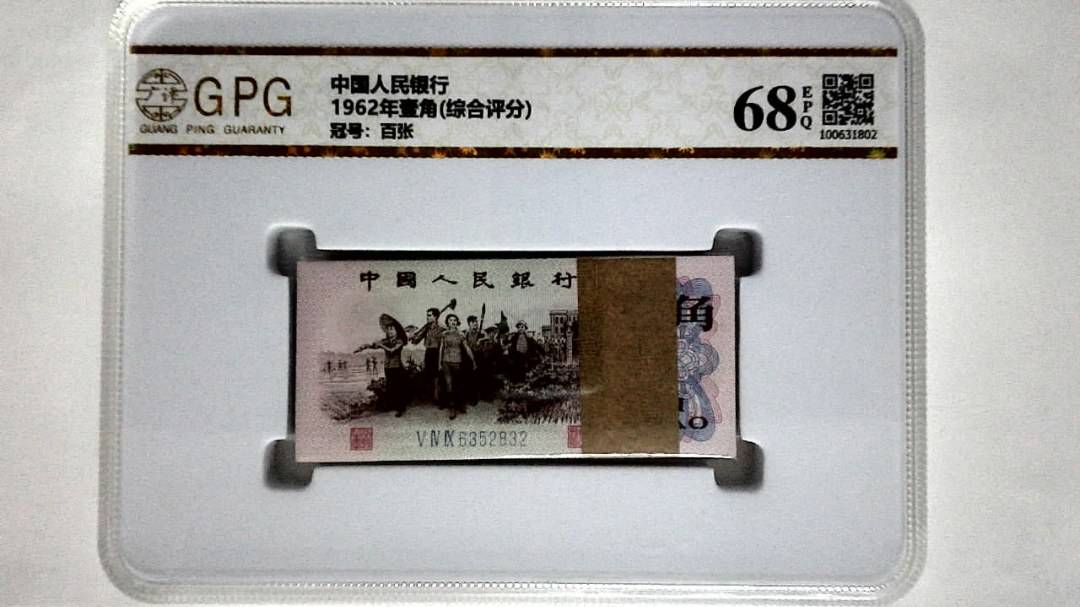 GPG
GUANG PING GUARANTY
中国人民银行
1962年壹角(综合评分)
冠号：百张
68
EPQ
100631802
中國人民銀行
角
VⅣⅨ6352832